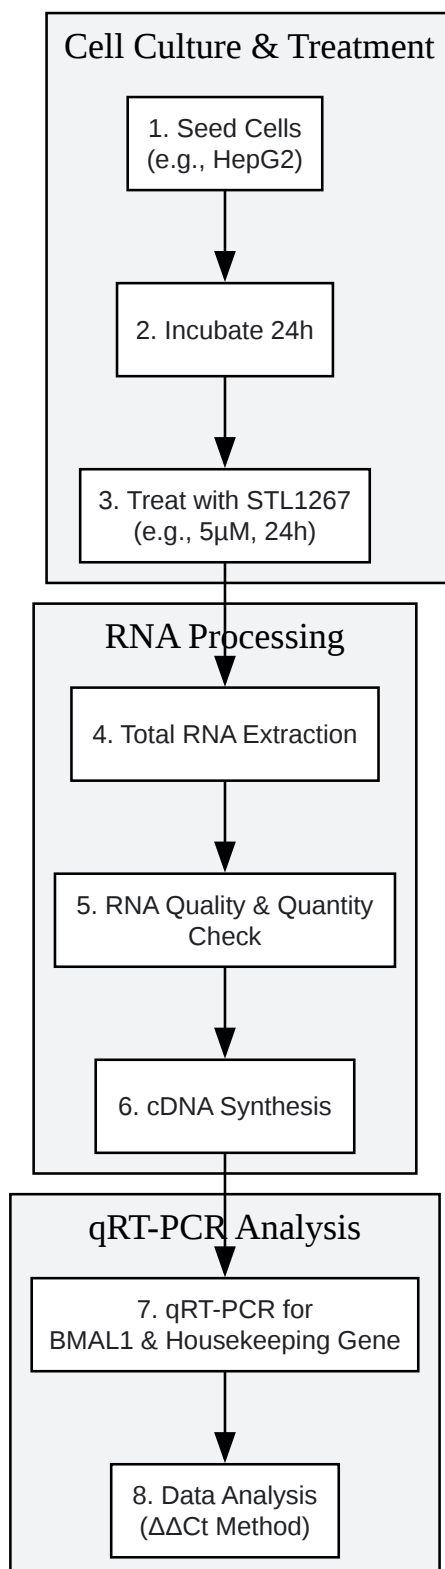 Cell Culture & Treatment
1. Seed Cells
(e.g., HepG2)
2. Incubate 24h
3. Treat with STL1267
(e.g., 5μM, 24h)
RNA Processing
4. Total RNA Extraction
5. RNA Quality & Quantity
Check
6. cDNA Synthesis
qRT-PCR Analysis
7. qRT-PCR for
BMAL1 & Housekeeping Gene
8. Data Analysis
(ΔΔCt Method)